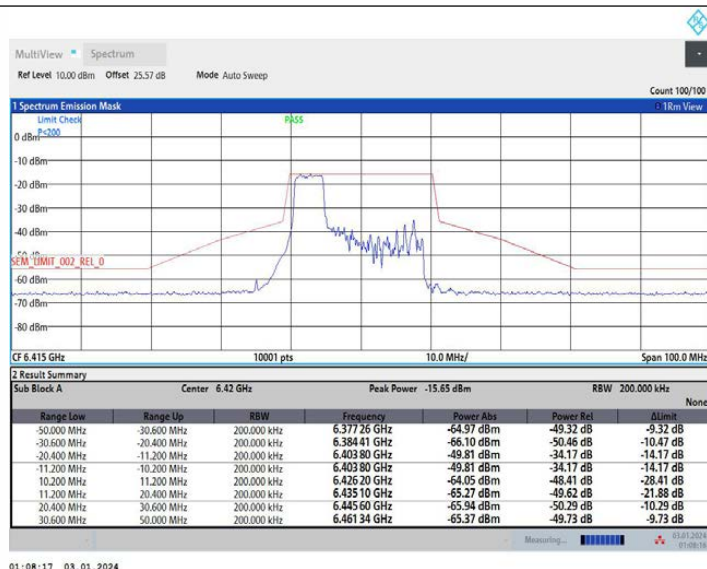 MultiView Spectrum
Ref Level 10.00 dBm Offset 25.57 dB Mode Auto Sweep
Count 100/100
1 Spectrum Emission Mask 1Rm View
Limit Check PASS
P<200
0 dBm
-10 dBm
-20 dBm
-30 dBm
-40 dBm
SEM_LIMIT_002_REL_0
-60 dBm
-70 dBm
-80 dBm
CF 6.415 GHz 10001 pts 10.0 MHz/ Span 100.0 MHz
2 Result Summary
Sub Block A Center 6.42 GHz Peak Power -15.65 dBm RBW 200.000 kHz
None
Range Low Range Up RBW Frequency Power Abs Power Rel ΔLimit
-50.000 MHz -30.600 MHz 200.000 kHz 6.377 26 GHz -64.97 dBm -49.32 dB -9.32 dB
-30.600 MHz -20.400 MHz 200.000 kHz 6.384 41 GHz -66.10 dBm -50.46 dB -10.47 dB
-20.400 MHz -11.200 MHz 200.000 kHz 6.403 80 GHz -49.81 dBm -34.17 dB -14.17 dB
-11.200 MHz -10.200 MHz 200.000 kHz 6.403 80 GHz -49.81 dBm -34.17 dB -14.17 dB
10.200 MHz 11.200 MHz 200.000 kHz 6.426 20 GHz -64.05 dBm -48.41 dB -28.41 dB
11.200 MHz 20.400 MHz 200.000 kHz 6.435 10 GHz -65.27 dBm -49.62 dB -21.88 dB
20.400 MHz 30.600 MHz 200.000 kHz 6.445 60 GHz -65.94 dBm -50.29 dB -10.29 dB
30.600 MHz 50.000 MHz 200.000 kHz 6.461 34 GHz -65.37 dBm -49.73 dB -9.73 dB
Measuring... 03.01.2024
01:08:16
01:08:17 03.01.2024